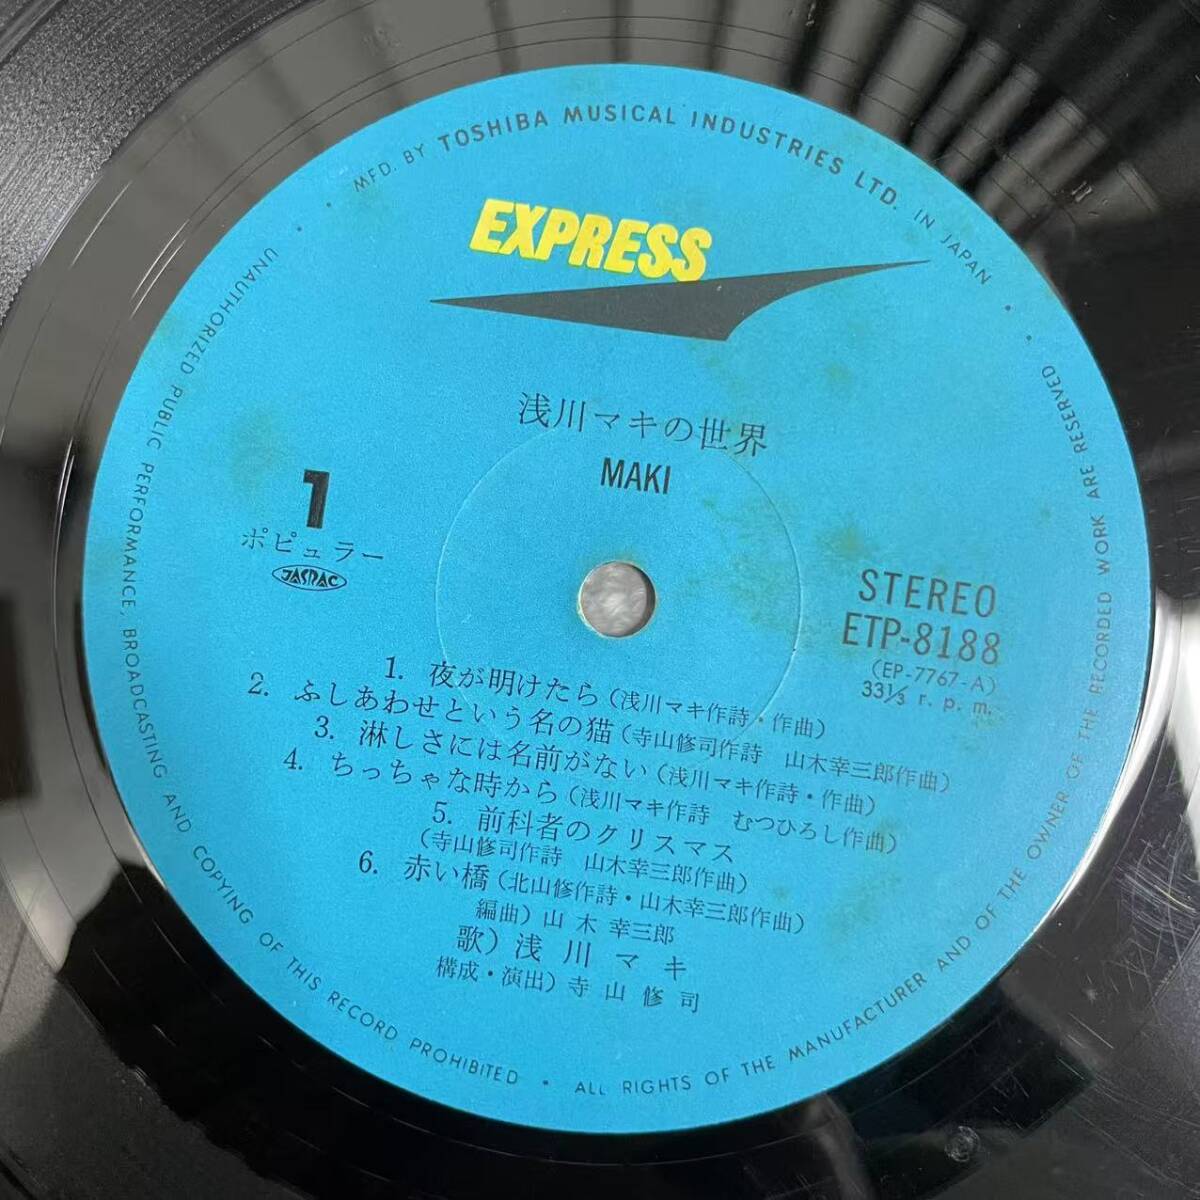 MFD. BY TOSHIBA MUSICAL INDUSTRIES LTD. IN JAPAN
EXPRESS
浅川マキの世界
MAKI
1
ポピュラー
JASRAC
STEREO
ETP-8188
(EP-7767-A)
33⅓ r. p. m.
1. 夜が明けたら(浅川マキ作詩・作曲)
2. ふしあわせという名の猫(寺山修司作詩 山木幸三郎作曲)
3. 淋しさには名前がない(浅川マキ作詩・作曲)
4. ちっちゃな時から(浅川マキ作詩 むつひろし作曲)
5. 前科者のクリスマス
(寺山修司作詩 山木幸三郎作曲)
6. 赤い橋(北山修作詩・山木幸三郎作曲)
編曲) 山木幸三郎
歌) 浅川マキ
構成・演出) 寺山修司
UNAUTHORIZED PUBLIC PERFORMANCE, BROADCASTING AND COPYING OF THIS RECORD PROHIBITED • ALL RIGHTS OF THE MANUFACTURER AND OF THE OWNER OF THE RECORDED WORK ARE RESERVED •